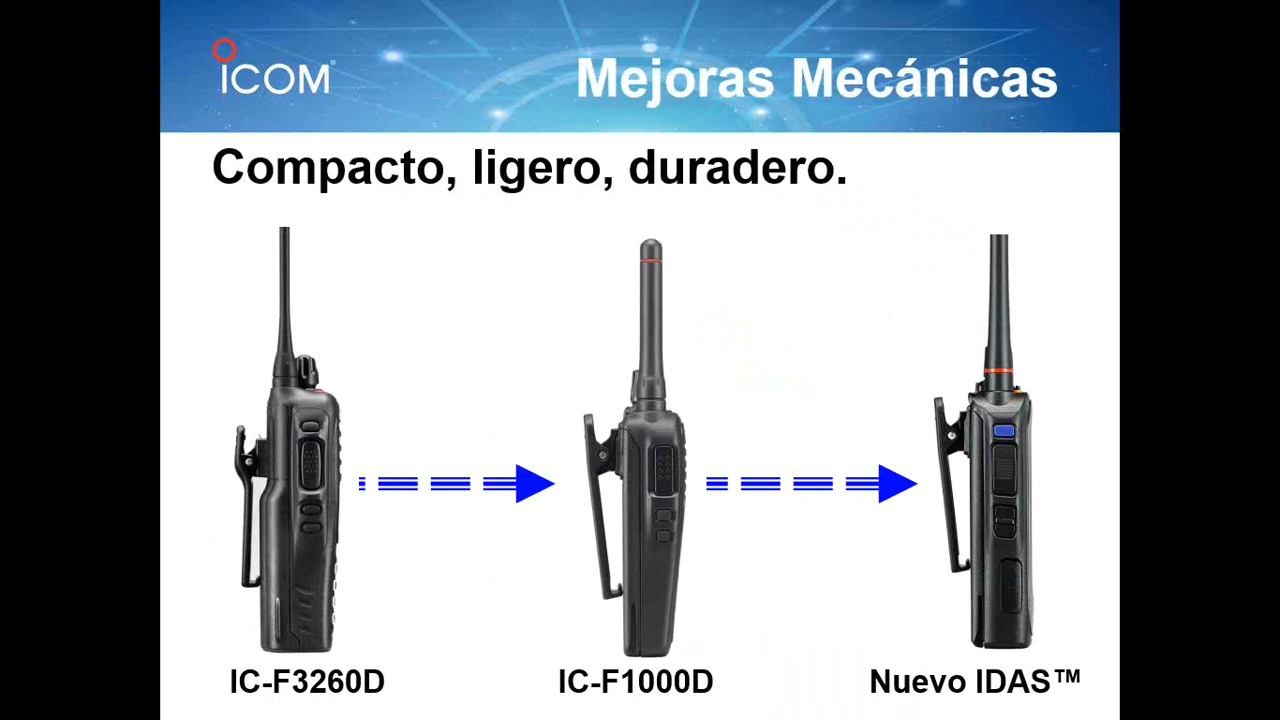 ICOM
Mejoras Mecánicas
Compacto, ligero, duradero.
IC-F3260D
IC-F1000D
Nuevo IDAS™